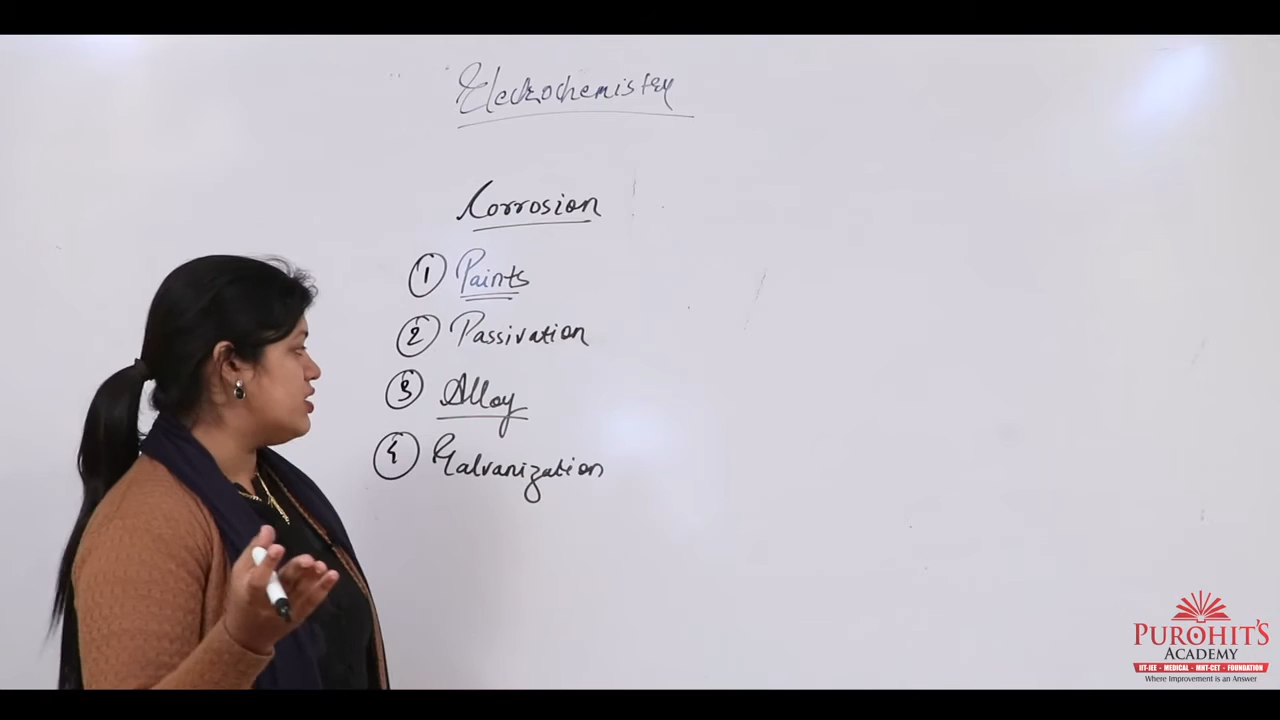 Electrochemistry
Corrosion
1 Paints
2 Passivation
3 Alloy
4 Galvanization
PUROHIT'S
ACADEMY
IIT-JEE • MEDICAL • MHT-CET • FOUNDATION
Where Improvement is an Answer